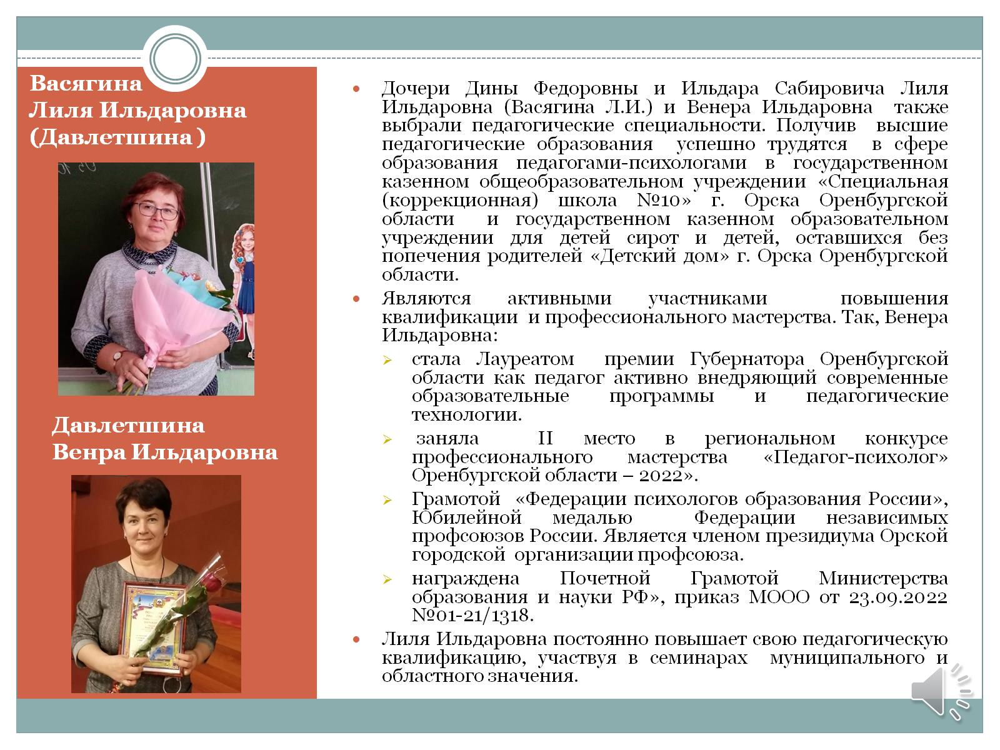 Васягина
Лиля Ильдаровна
(Давлетшина )
Давлетшина
Венра Ильдаровна
• Дочери Дины Федоровны и Ильдара Сабировича Лиля
Ильдаровна (Васягина Л.И.) и Венера Ильдаровна также
выбрали педагогические специальности. Получив высшие
педагогические образования успешно трудятся в сфере
образования педагогами-психологами в государственном
казенном общеобразовательном учреждении «Специальная
(коррекционная) школа №10» г. Орска Оренбургской
области и государственном казенном образовательном
учреждении для детей сирот и детей, оставшихся без
попечения родителей «Детский дом» г. Орска Оренбургской
области.
• Являются активными участниками повышения
квалификации и профессионального мастерства. Так, Венера
Ильдаровна:
➢ стала Лауреатом премии Губернатора Оренбургской
области как педагог активно внедряющий современные
образовательные программы и педагогические
технологии.
➢ заняла II место в региональном конкурсе
профессионального мастерства «Педагог-психолог»
Оренбургской области – 2022».
➢ Грамотой «Федерации психологов образования России»,
Юбилейной медалью Федерации независимых
профсоюзов России. Является членом президиума Орской
городской организации профсоюза.
➢ награждена Почетной Грамотой Министерства
образования и науки РФ», приказ МООО от 23.09.2022
№01-21/1318.
• Лиля Ильдаровна постоянно повышает свою педагогическую
квалификацию, участвуя в семинарах муниципального и
областного значения.